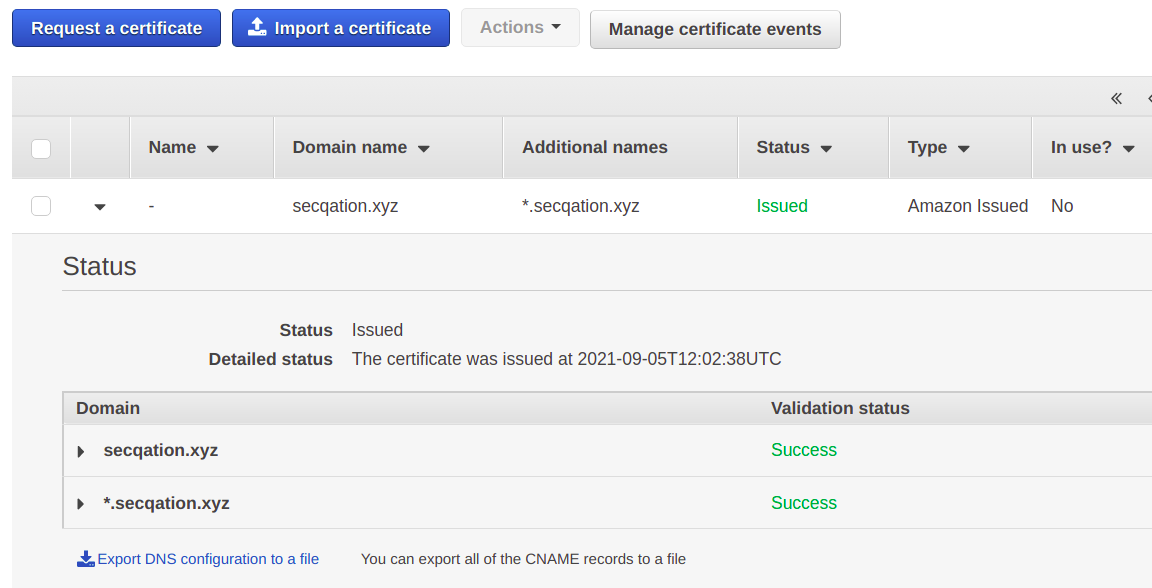 Request a certificate Import a certificate Actions Manage certificate events
Name Domain name Additional names Status Type In use?
- secqation.xyz *.secqation.xyz Issued Amazon Issued No
Status
Status Issued
Detailed status The certificate was issued at 2021-09-05T12:02:38UTC
Domain Validation status
secqation.xyz Success
*.secqation.xyz Success
Export DNS configuration to a file You can export all of the CNAME records to a file